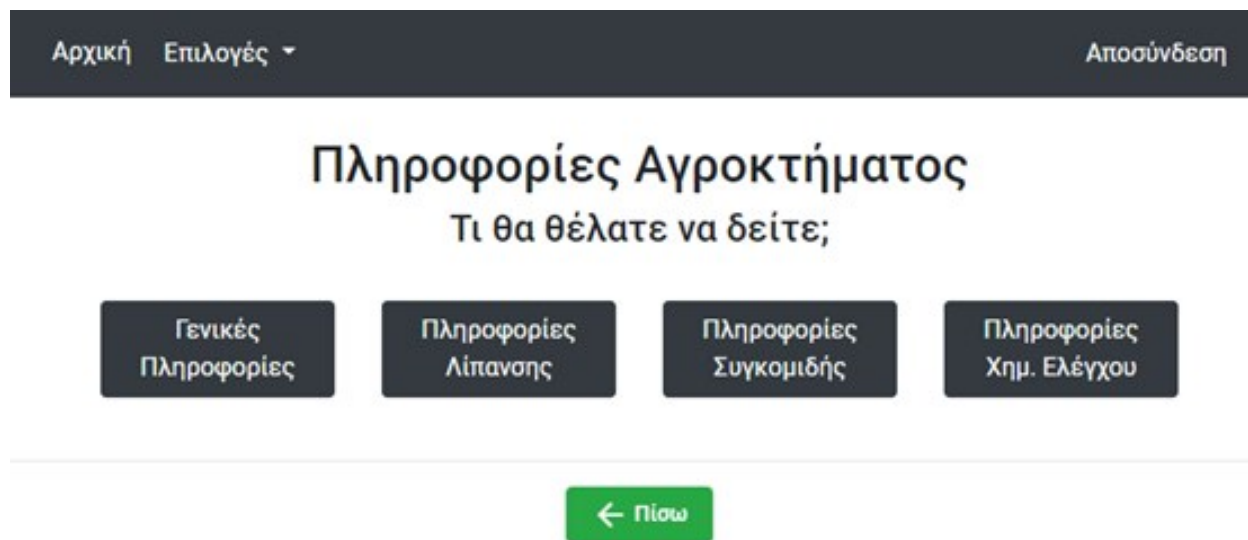 Αρχική Επιλογές Αποσύνδεση
Πληροφορίες Αγροκτήματος
Τι θα θέλατε να δείτε;
Γενικές
Πληροφορίες
Πληροφορίες
Λίπανσης
Πληροφορίες
Συγκομιδής
Πληροφορίες
Χημ. Ελέγχου
← Πίσω